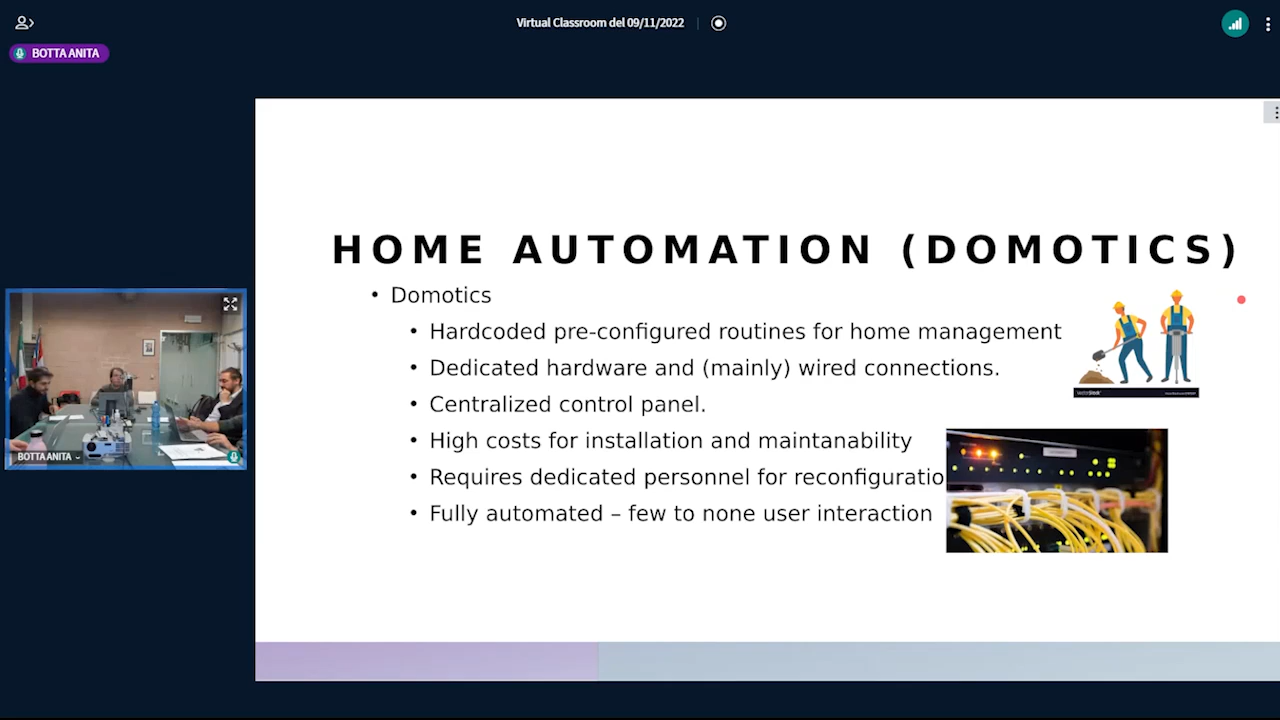 Virtual Classroom del 09/11/2022
BOTTA ANITA
HOME AUTOMATION (DOMOTICS)
• Domotics
• Hardcoded pre-configured routines for home management
• Dedicated hardware and (mainly) wired connections.
• Centralized control panel.
• High costs for installation and maintanability
• Requires dedicated personnel for reconfiguratio
• Fully automated – few to none user interaction
BOTTA ANITA